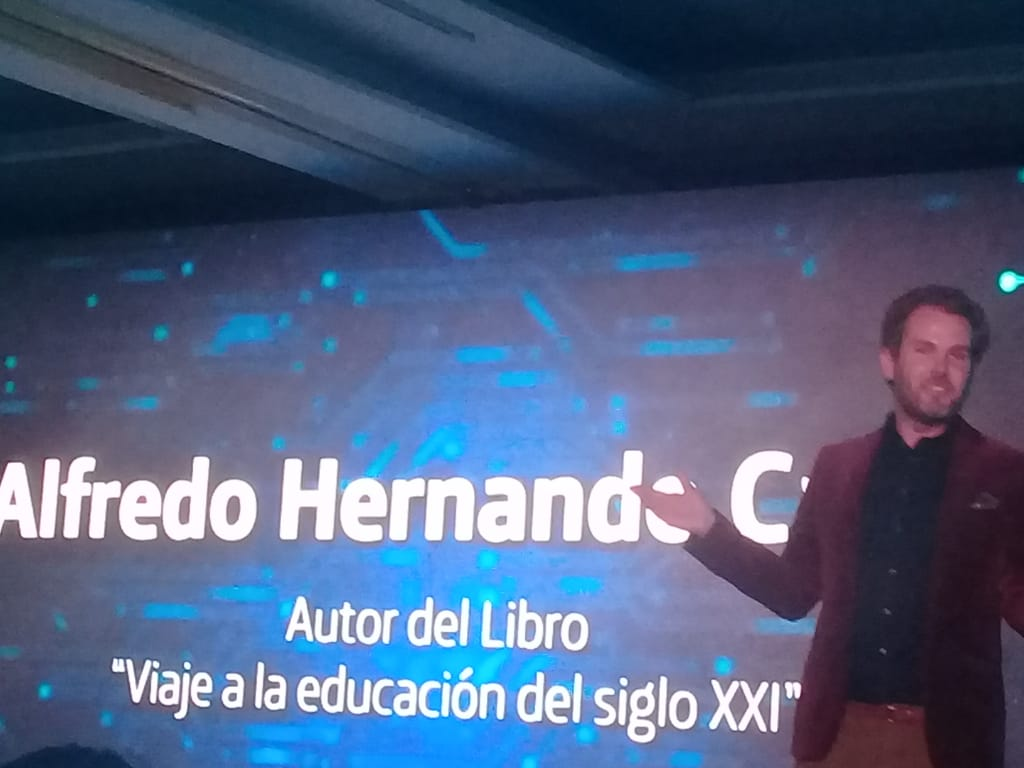 Alfredo Hernando
Autor del Libro
“Viaje a la educación del siglo XXI”